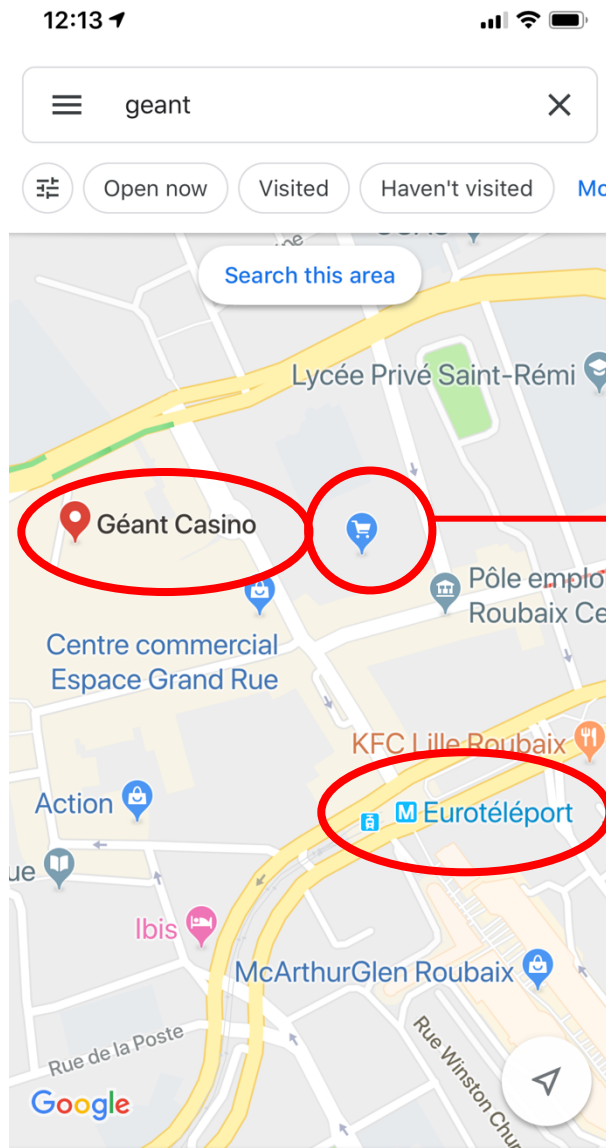 12:13
geant
Open now
Visited
Haven't visited
Mo
Search this area
Lycée Privé Saint-Rémi
Géant Casino
Pôle emplo
Roubaix Ce
Centre commercial
Espace Grand Rue
KFC Lille Roubaix
Action
M Eurotéléport
ue
Ibis
McArthurGlen Roubaix
Rue de la Poste
Rue Winston Chur
Google